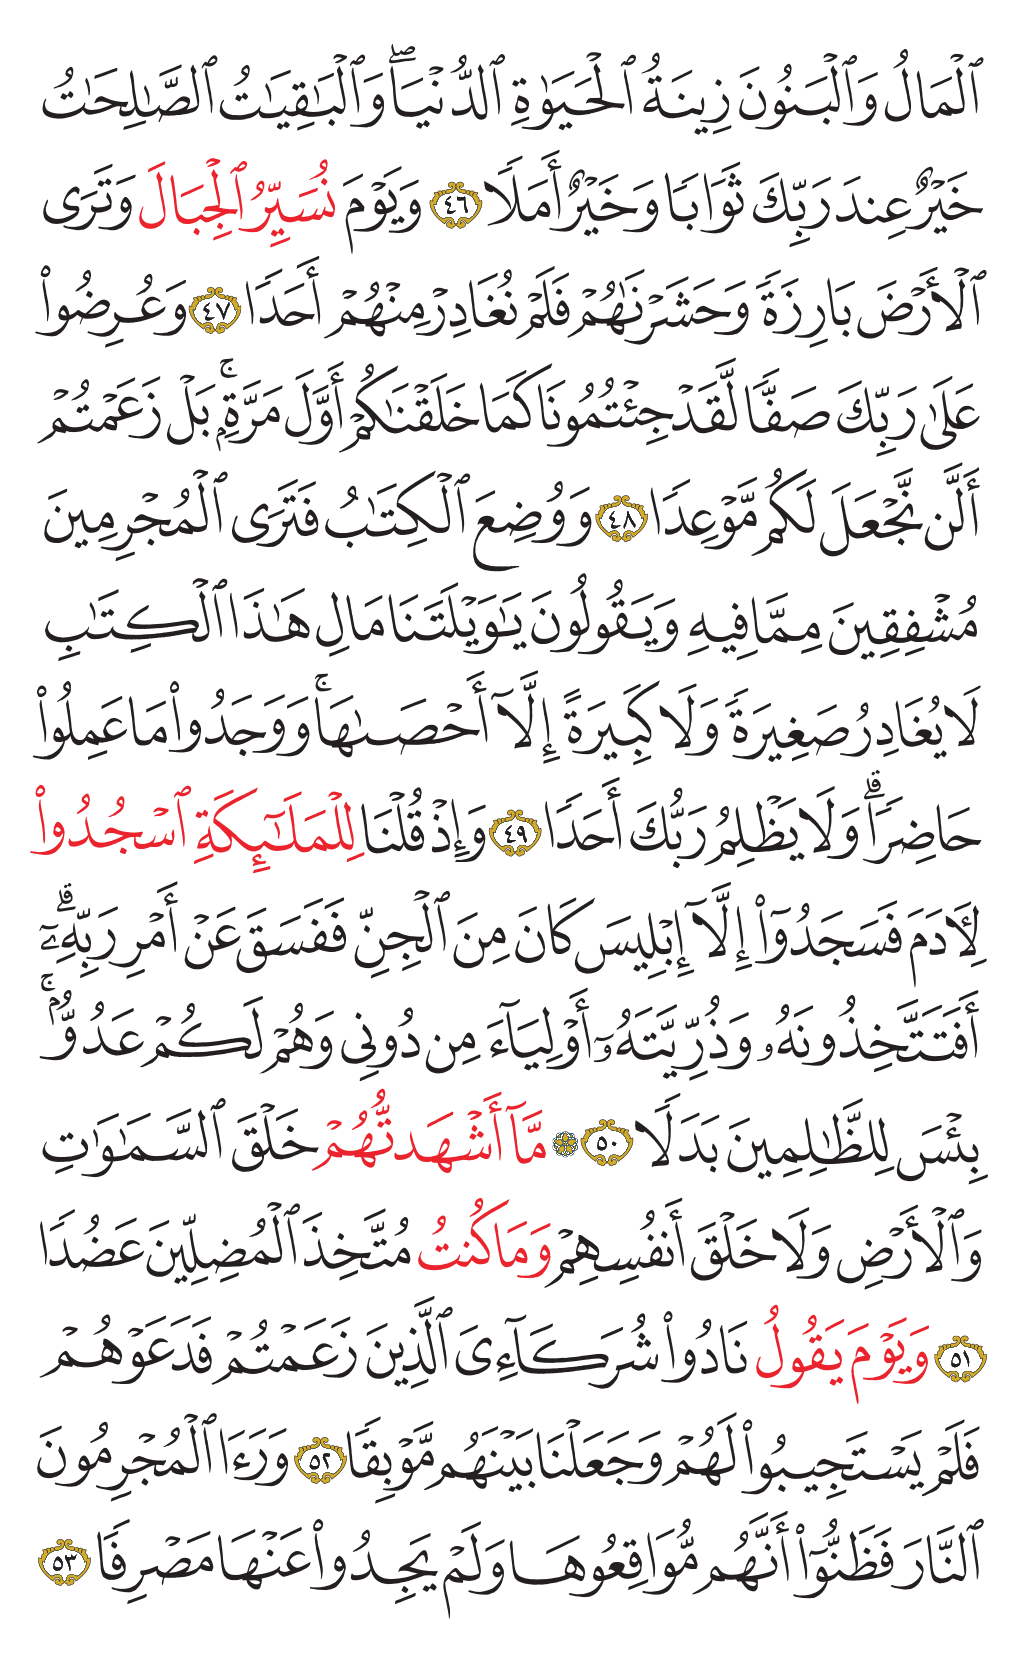 ٱلْمَالُ وَٱلْبَنُونَ زِينَةُ ٱلْحَيَوٰةِ ٱلدُّنْيَا ۖ وَٱلْبَـٰقِيَـٰتُ ٱلصَّـٰلِحَـٰتُ
خَيْرٌ عِندَ رَبِّكَ ثَوَابًا وَخَيْرٌ أَمَلًا ٤٦ وَيَوْمَ نُسَيِّرُ ٱلْجِبَالَ وَتَرَى
ٱلْأَرْضَ بَارِزَةً وَحَشَرْنَـٰهُمْ فَلَمْ نُغَادِرْ مِنْهُمْ أَحَدًا ٤٧ وَعُرِضُوا۟
عَلَىٰ رَبِّكَ صَفًّا لَّقَدْ جِئْتُمُونَا كَمَا خَلَقْنَـٰكُمْ أَوَّلَ مَرَّةٍۭ ۚ بَلْ زَعَمْتُمْ
أَلَّن نَّجْعَلَ لَكُم مَّوْعِدًا ٤٨ وَوُضِعَ ٱلْكِتَـٰبُ فَتَرَى ٱلْمُجْرِمِينَ
مُشْفِقِينَ مِمَّا فِيهِ وَيَقُولُونَ يَـٰوَيْلَتَنَا مَالِ هَـٰذَا ٱلْكِتَـٰبِ
لَا يُغَادِرُ صَغِيرَةً وَلَا كَبِيرَةً إِلَّآ أَحْصَىٰهَا ۚ وَوَجَدُوا۟ مَا عَمِلُوا۟
حَاضِرًا ۗ وَلَا يَظْلِمُ رَبُّكَ أَحَدًا ٤٩ وَإِذْ قُلْنَا لِلْمَلَـٰٓئِكَةِ ٱسْجُدُوا۟
لِـَٔادَمَ فَسَجَدُوٓا۟ إِلَّآ إِبْلِيسَ كَانَ مِنَ ٱلْجِنِّ فَفَسَقَ عَنْ أَمْرِ رَبِّهِۦٓ ۗ
أَفَتَتَّخِذُونَهُۥ وَذُرِّيَّتَهُۥٓ أَوْلِيَآءَ مِن دُونِى وَهُمْ لَكُمْ عَدُوٌّۢ ۚ
بِئْسَ لِلظَّـٰلِمِينَ بَدَلًا ٥٠ ۞ مَّآ أَشْهَدتُّهُمْ خَلْقَ ٱلسَّمَـٰوَٰتِ
وَٱلْأَرْضِ وَلَا خَلْقَ أَنفُسِهِمْ وَمَا كُنتُ مُتَّخِذَ ٱلْمُضِلِّينَ عَضُدًا
٥١ وَيَوْمَ يَقُولُ نَادُوا۟ شُرَكَآءِىَ ٱلَّذِينَ زَعَمْتُمْ فَدَعَوْهُمْ
فَلَمْ يَسْتَجِيبُوا۟ لَهُمْ وَجَعَلْنَا بَيْنَهُم مَّوْبِقًا ٥٢ وَرَءَا ٱلْمُجْرِمُونَ
ٱلنَّارَ فَظَنُّوٓا۟ أَنَّهُم مُّوَاقِعُوهَا وَلَمْ يَجِدُوا۟ عَنْهَا مَصْرِفًا ٥٣